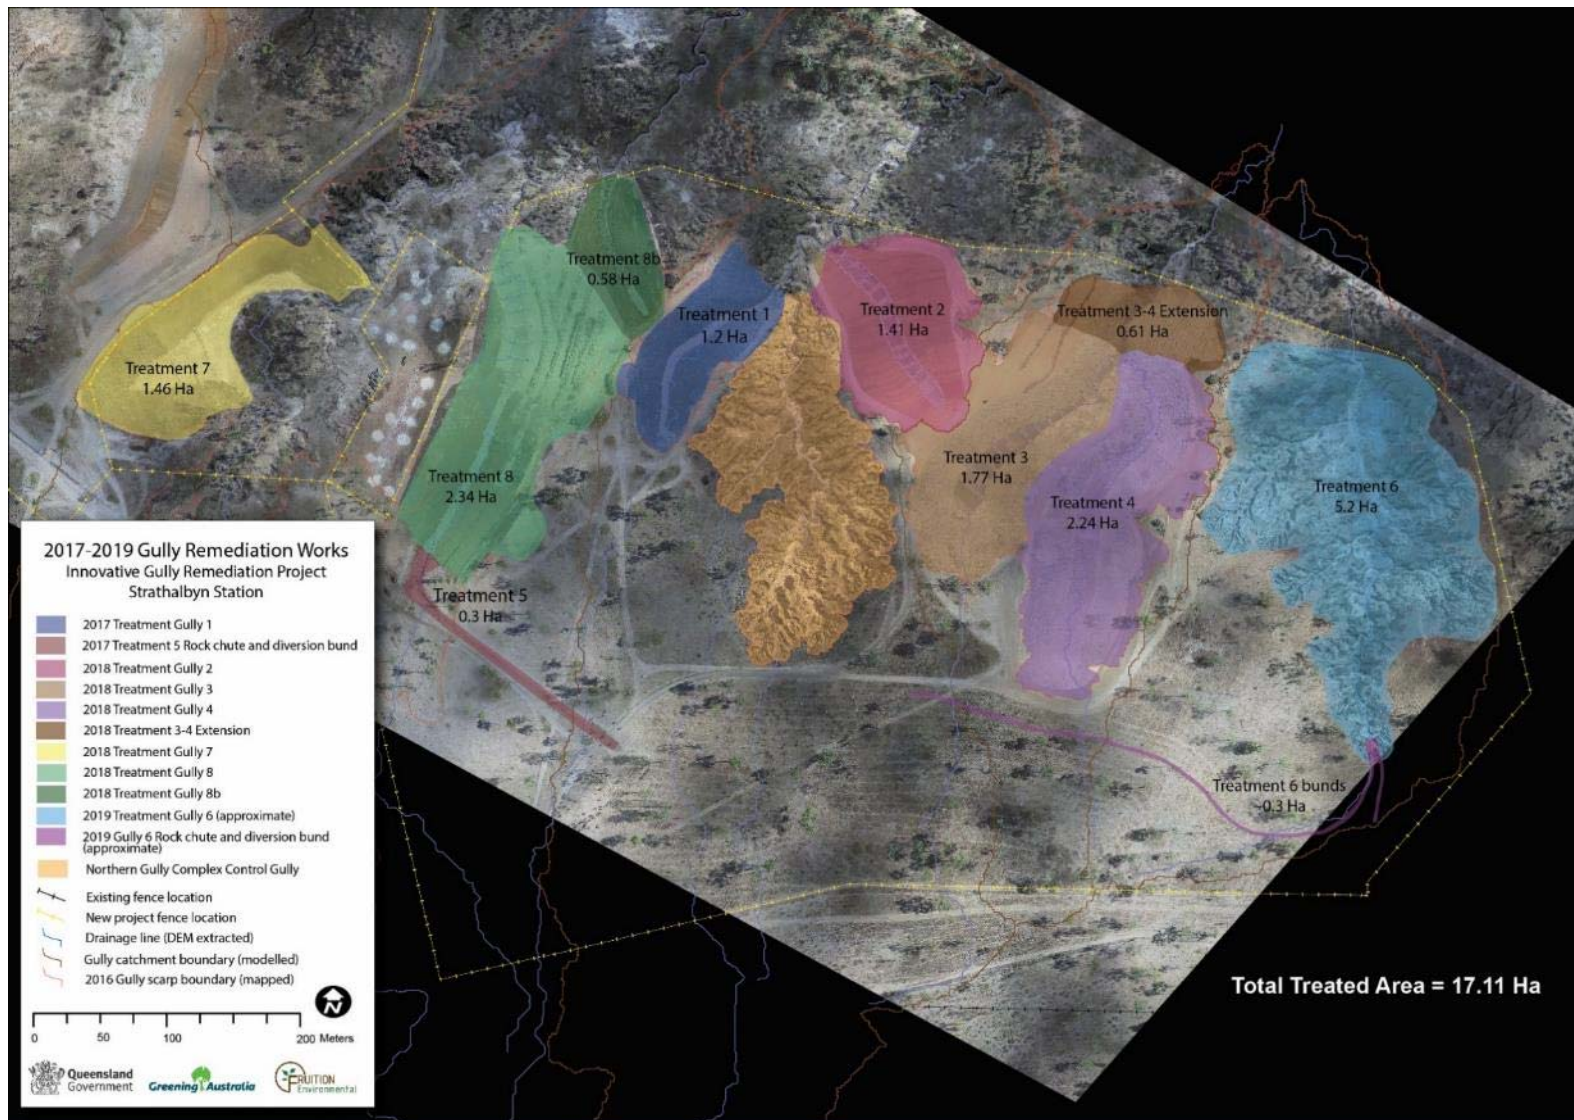 Treatment 8b
0.58 Ha
Treatment 1
1.2 Ha
Treatment 2
1.41 Ha
Treatment 3-4 Extension
0.61 Ha
Treatment 7
1.46 Ha
Treatment 8
2.34 Ha
Treatment 3
1.77 Ha
Treatment 4
2.24 Ha
Treatment 6
5.2 Ha
Treatment 5
0.3 Ha
Treatment 6 bunds
~0.3 Ha
Total Treated Area = 17.11 Ha
2017-2019 Gully Remediation Works
Innovative Gully Remediation Project
Strathalbyn Station
2017 Treatment Gully 1
2017 Treatment 5 Rock chute and diversion bund
2018 Treatment Gully 2
2018 Treatment Gully 3
2018 Treatment Gully 4
2018 Treatment 3-4 Extension
2018 Treatment Gully 7
2018 Treatment Gully 8
2018 Treatment Gully 8b
2019 Treatment Gully 6 (approximate)
2019 Gully 6 Rock chute and diversion bund
(approximate)
Northern Gully Complex Control Gully
Existing fence location
New project fence location
Drainage line (DEM extracted)
Gully catchment boundary (modelled)
2016 Gully scarp boundary (mapped)
N
0 50 100 200 Meters
Queensland
Government
Greening Australia
FRUITION
Environmental